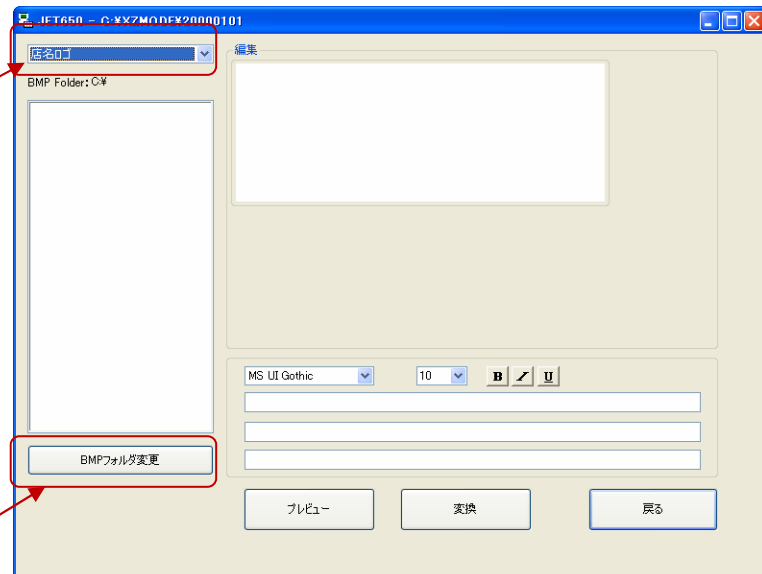 JET650 - C:¥XZMODE¥20000101
店名ロゴ
編集
BMP Folder: C:¥
MS UI Gothic
10
B I U
BMPフォルダ変更
プレビュー
変換
戻る